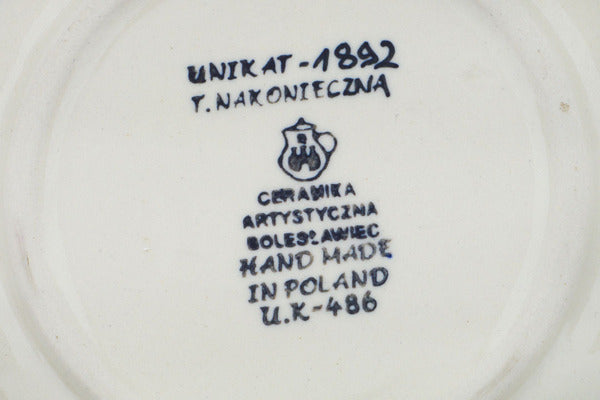 UNIKAT-1892
T. NAKONIECZNA
CERAMIKA
ARTYSTYCZNA
BOLESŁAWIEC
HAND MADE
IN POLAND
U.K-486